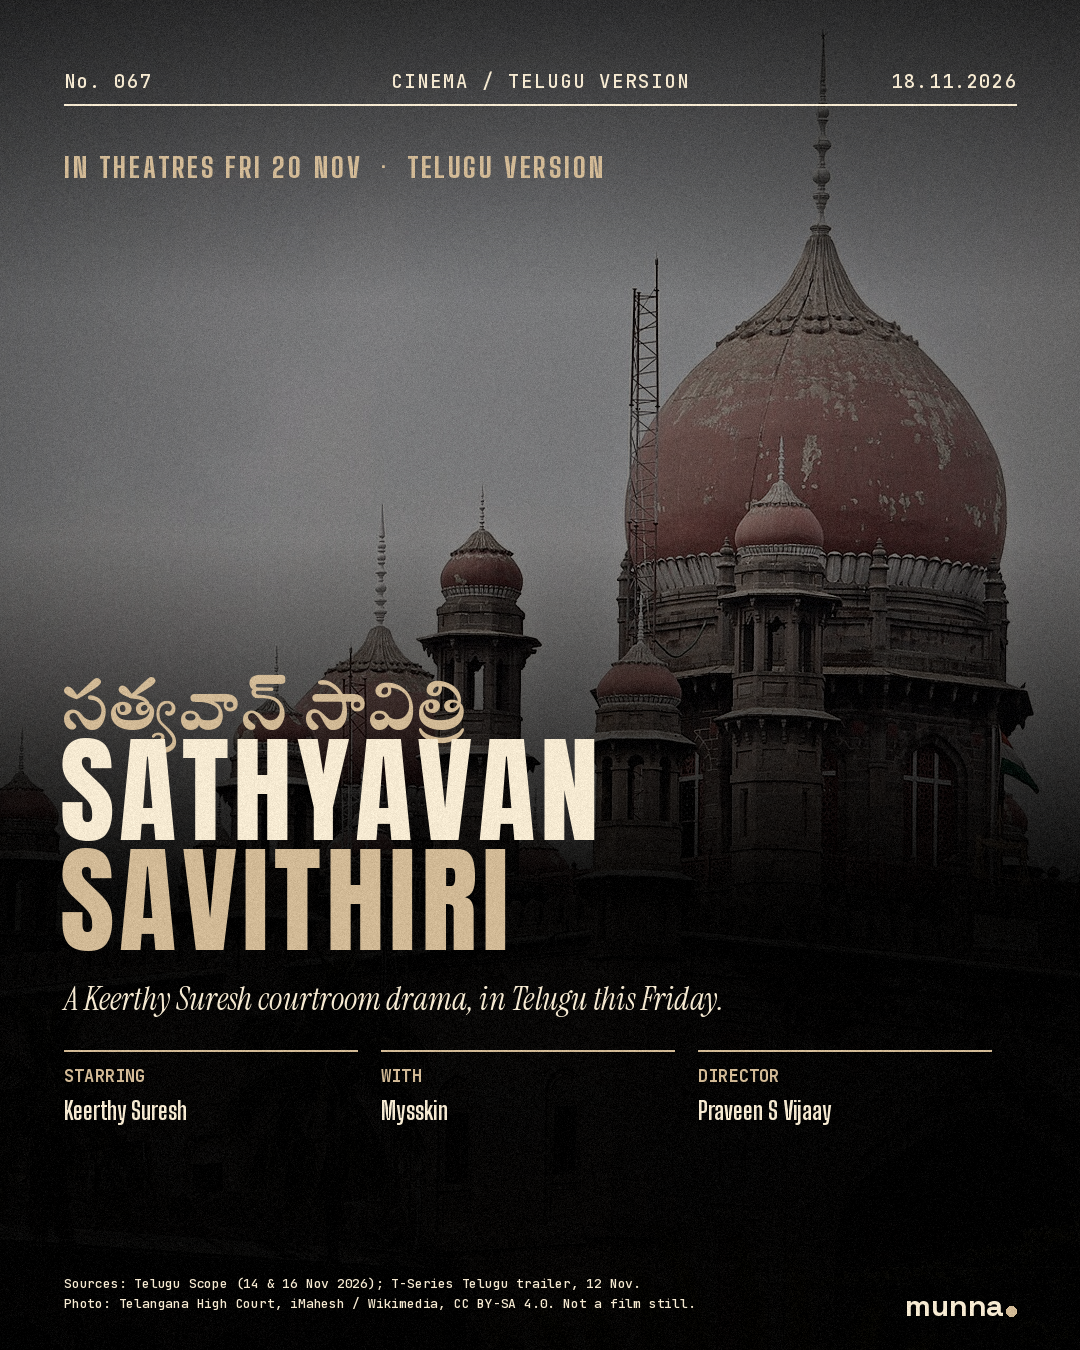 No. 067
CINEMA / TELUGU VERSION
18.11.2026
IN THEATRES FRI 20 NOV · TELUGU VERSION
సత్యవాన్ సావిత్రి
SATHYAVAN
SAVITHIRI
A Keerthy Suresh courtroom drama, in Telugu this Friday.
STARRING
Keerthy Suresh
WITH
Mysskin
DIRECTOR
Praveen S Vijaay
Sources: Telugu Scope (14 & 16 Nov 2026); T-Series Telugu trailer, 12 Nov.
Photo: Telangana High Court, iMahesh / Wikimedia, CC BY-SA 4.0. Not a film still.
munna.